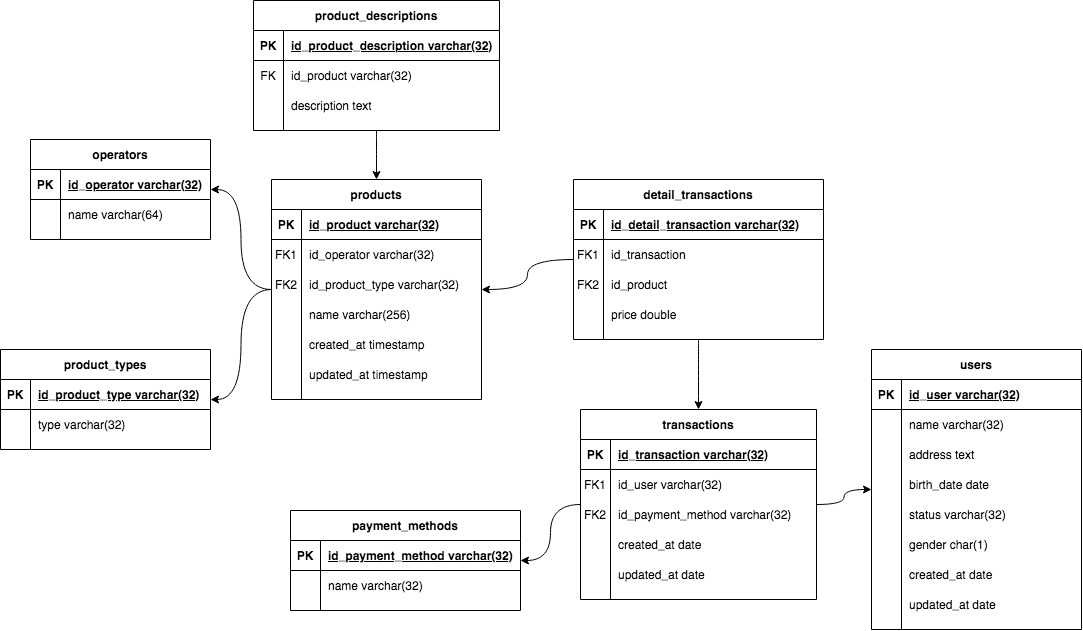 product_descriptions
PK id_product_description varchar(32)
FK id_product varchar(32)
description text
operators
PK id_operator varchar(32)
name varchar(64)
products
PK id_product varchar(32)
FK1 id_operator varchar(32)
FK2 id_product_type varchar(32)
name varchar(256)
created_at timestamp
updated_at timestamp
detail_transactions
PK id_detail_transaction varchar(32)
FK1 id_transaction
FK2 id_product
price double
product_types
PK id_product_type varchar(32)
type varchar(32)
users
PK id_user varchar(32)
name varchar(32)
address text
birth_date date
status varchar(32)
gender char(1)
created_at date
updated_at date
transactions
PK id_transaction varchar(32)
FK1 id_user varchar(32)
FK2 id_payment_method varchar(32)
created_at date
updated_at date
payment_methods
PK id_payment_method varchar(32)
name varchar(32)